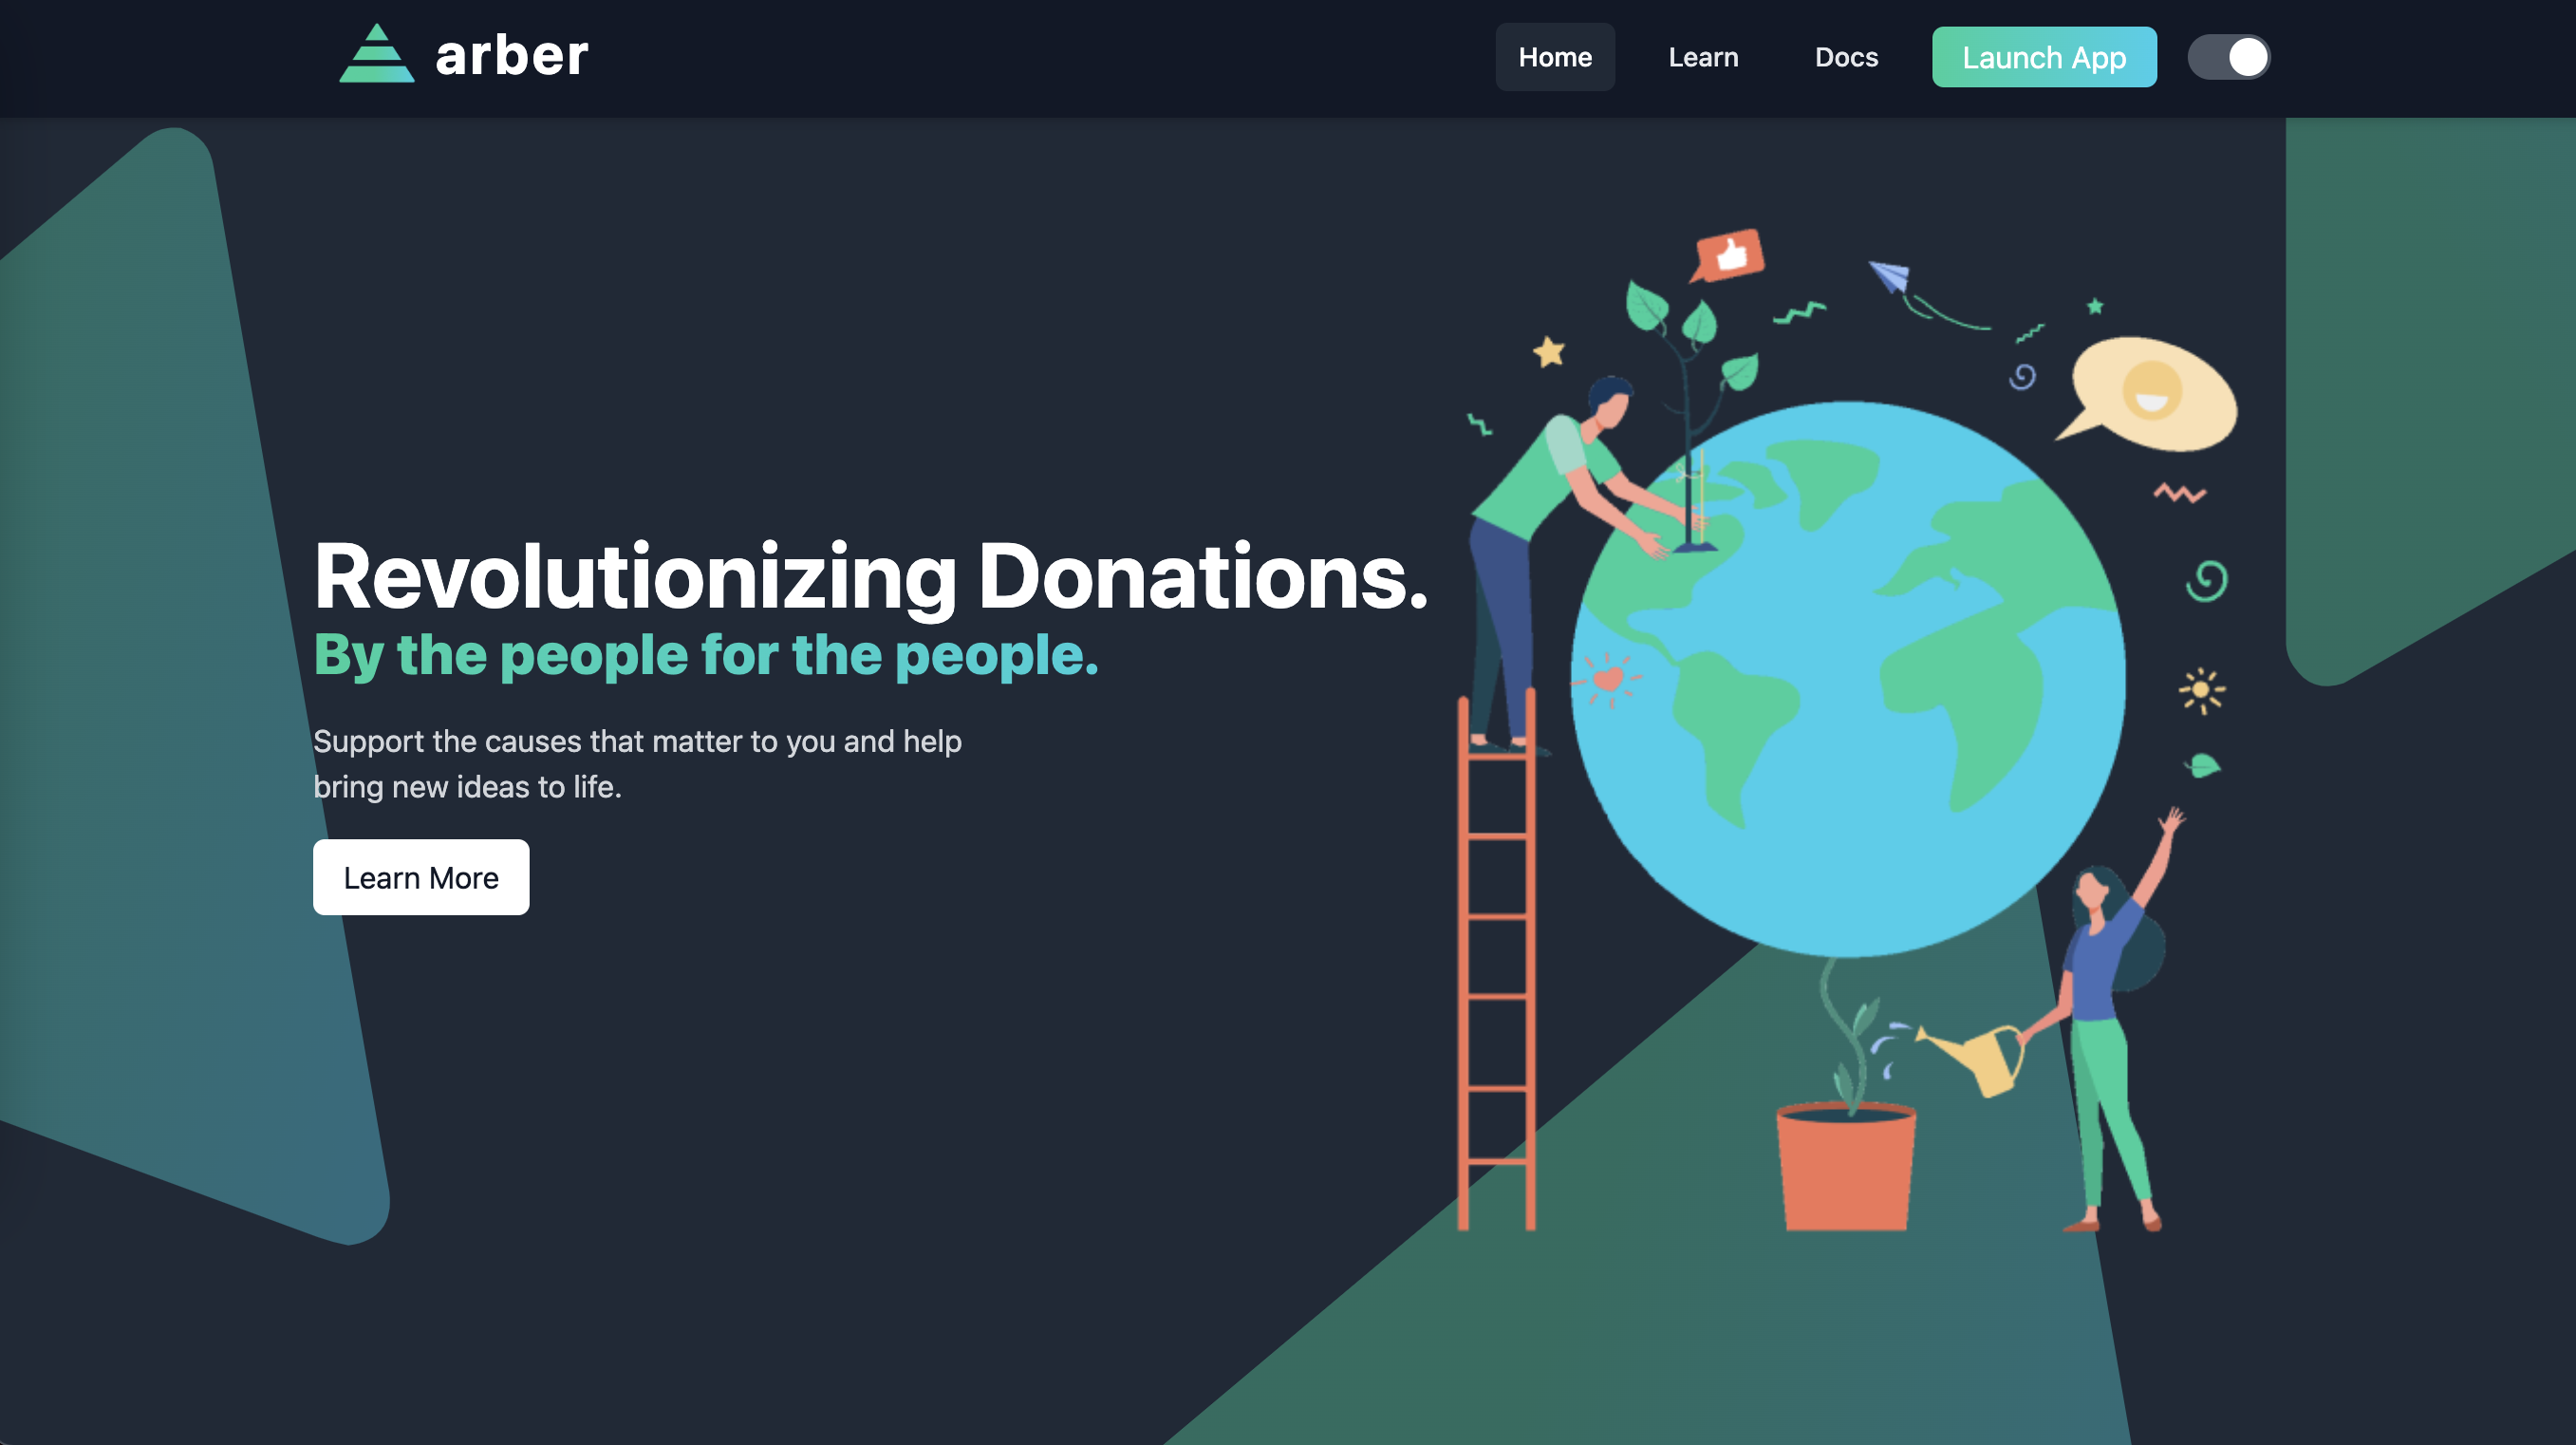 arber
Home
Learn
Docs
Launch App
Revolutionizing Donations.
By the people for the people.
Support the causes that matter to you and help
bring new ideas to life.
Learn More